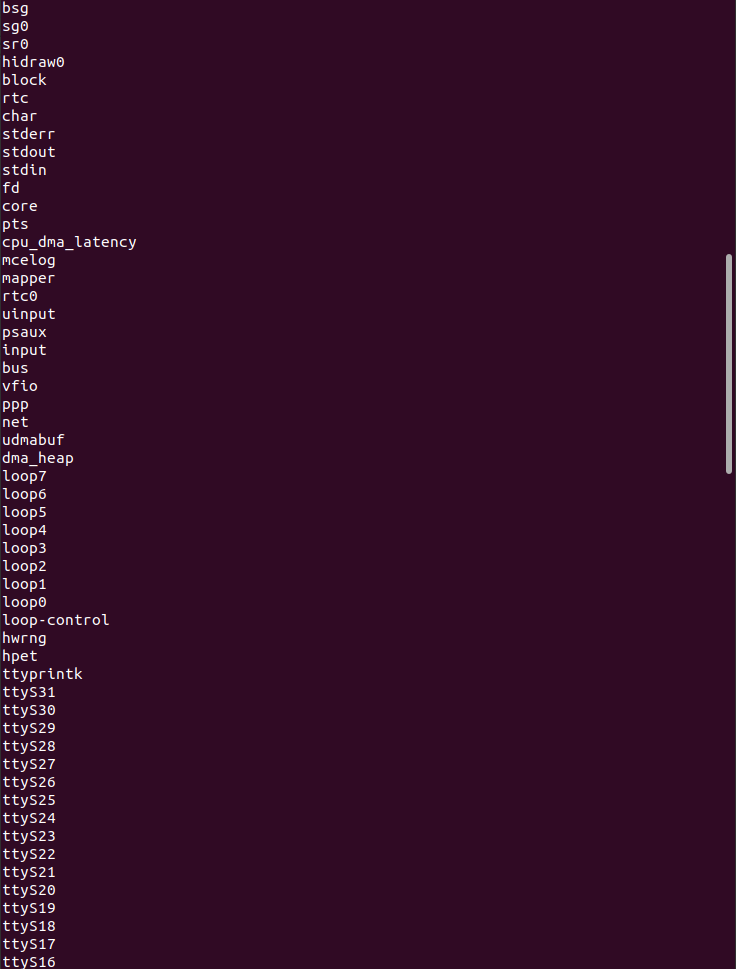 bsg
sg0
sr0
hidraw0
block
rtc
char
stderr
stdout
stdin
fd
core
pts
cpu_dma_latency
mcelog
mapper
rtc0
uinput
psaux
input
bus
vfio
ppp
net
udmabuf
dma_heap
loop7
loop6
loop5
loop4
loop3
loop2
loop1
loop0
loop-control
hwrng
hpet
ttyprintk
ttyS31
ttyS30
ttyS29
ttyS28
ttyS27
ttyS26
ttyS25
ttyS24
ttyS23
ttyS22
ttyS21
ttyS20
ttyS19
ttyS18
ttyS17
ttyS16